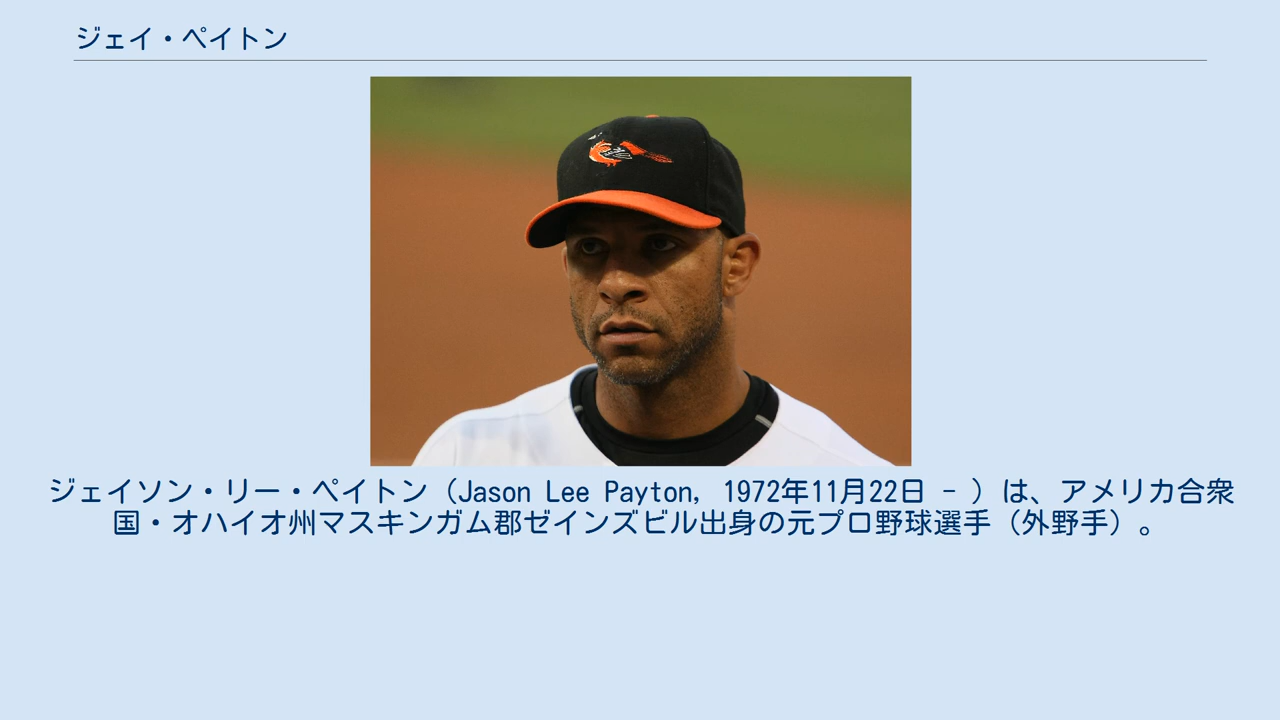 ジェイ・ペイトン
ジェイソン・リー・ペイトン（Jason Lee Payton, 1972年11月22日 - ）は、アメリカ合衆
国・オハイオ州マスキンガム郡ゼインズビル出身の元プロ野球選手（外野手）。